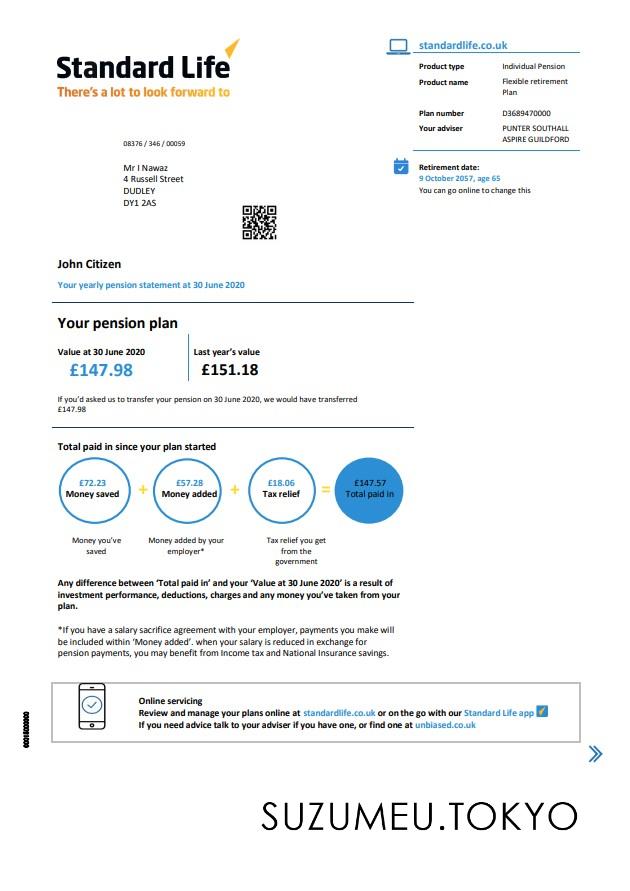 Standard Life
There's a lot to look forward to
standardlife.co.uk
Product type Individual Pension
Product name Flexible retirement
Plan
Plan number D3689470000
Your adviser PUNTER SOUTHALL
ASPIRE GUILDFORD
08376 / 346 / 00059
Mr I Nawaz
4 Russell Street
DUDLEY
DY1 2AS
Retirement date:
9 October 2057, age 65
You can go online to change this
John Citizen
Your yearly pension statement at 30 June 2020
Your pension plan
Value at 30 June 2020 Last year's value
£147.98 £151.18
If you'd asked us to transfer your pension on 30 June 2020, we would have transferred
£147.98
Total paid in since your plan started
£72.23 + £57.28 + £18.06 = £147.57
Money saved Money added Tax relief Total paid in
Money you've Money added by your Tax relief you get
saved employer* from the
government
Any difference between 'Total paid in' and your 'Value at 30 June 2020' is a result of
investment performance, deductions, charges and any money you've taken from your
plan.
*If you have a salary sacrifice agreement with your employer, payments you make will
be included within 'Money added'. when your salary is reduced in exchange for
pension payments, you may benefit from Income tax and National Insurance savings.
Online servicing
Review and manage your plans online at standardlife.co.uk or on the go with our Standard Life app
If you need advice talk to your adviser if you have one, or find one at unbiased.co.uk
SUZUMEU.TOKYO